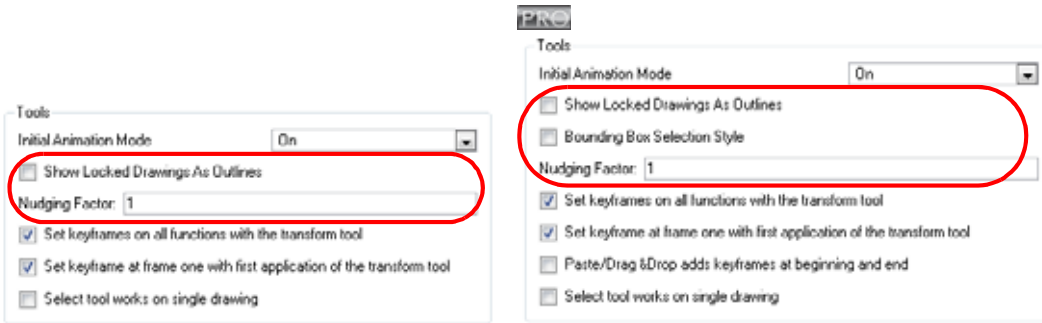 Tools
Initial Animation Mode On
Show Locked Drawings As Outlines
Nudging Factor: 1
Set keyframes on all functions with the transform tool
Set keyframe at frame one with first application of the transform tool
Select tool works on single drawing
PRO
Tools
Initial Animation Mode On
Show Locked Drawings As Outlines
Bounding Box Selection Style
Nudging Factor: 1
Set keyframes on all functions with the transform tool
Set keyframe at frame one with first application of the transform tool
Paste/Drag &Drop adds keyframes at beginning and end
Select tool works on single drawing